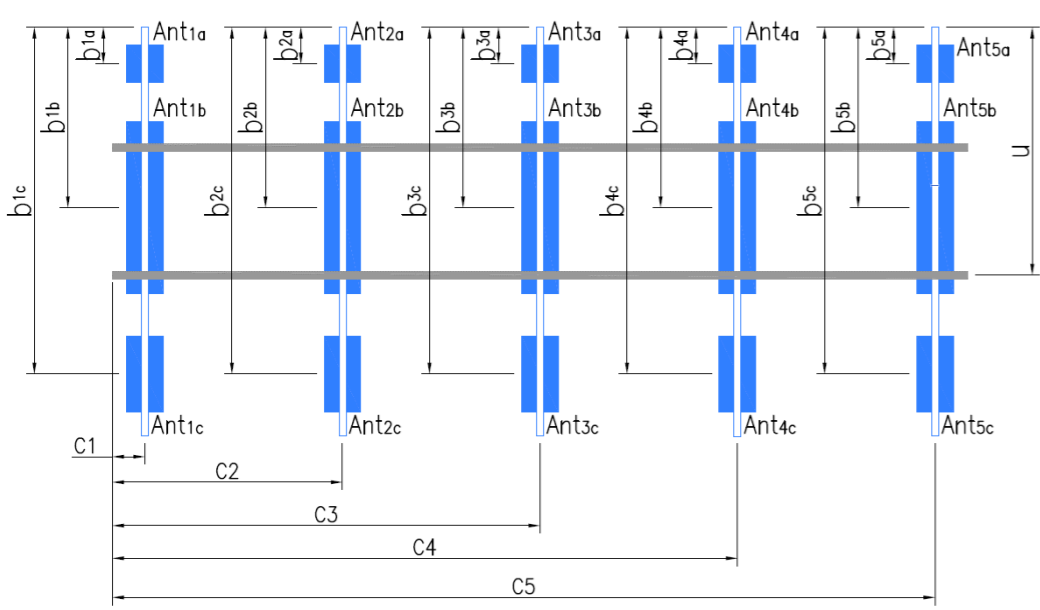 b1a
Ant1a
b2a
Ant2a
b3a
Ant3a
b4a
Ant4a
b5a
Ant5a
b1b
Ant1b
b2b
Ant2b
b3b
Ant3b
b4b
Ant4b
b5b
Ant5b
u
b1c
b2c
b3c
b4c
b5c
Ant1c
Ant2c
Ant3c
Ant4c
Ant5c
C1
C2
C3
C4
C5